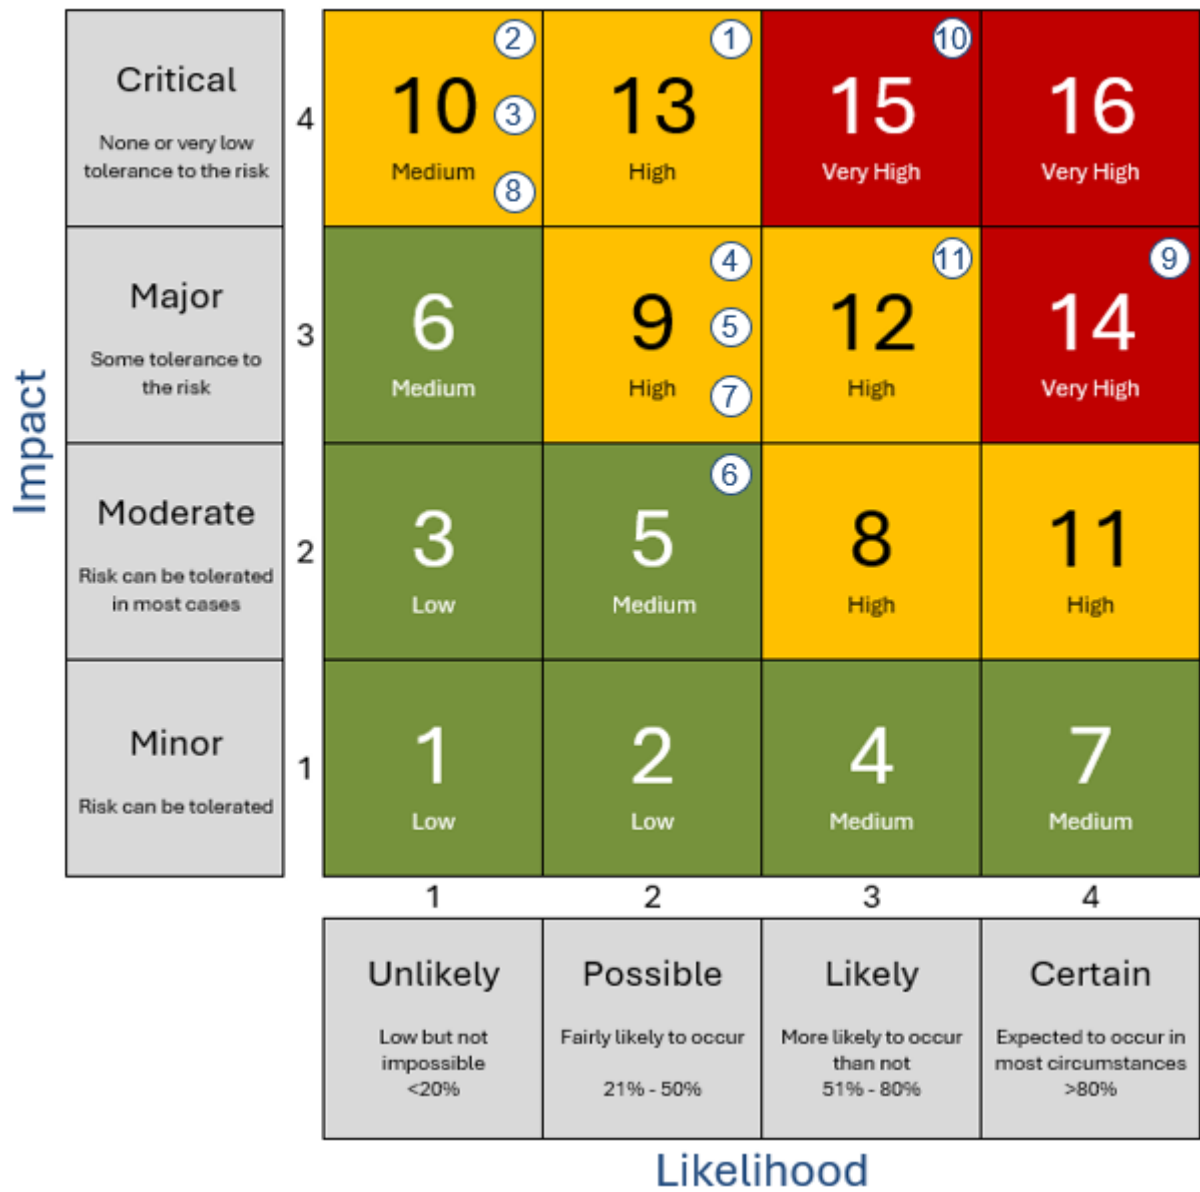 Impact
Critical
None or very low
tolerance to the risk
4
10
Medium
2
3
8
13
High
1
15
Very High
10
16
Very High
Major
Some tolerance to
the risk
3
6
Medium
9
High
4
5
7
12
High
11
14
Very High
9
Moderate
Risk can be tolerated
in most cases
2
3
Low
5
Medium
6
8
High
11
High
Minor
Risk can be tolerated
1
1
Low
2
Low
4
Medium
7
Medium
1
2
3
4
Unlikely
Low but not
impossible
<20%
Possible
Fairly likely to occur
21% - 50%
Likely
More likely to occur
than not
51% - 80%
Certain
Expected to occur in
most circumstances
>80%
Likelihood